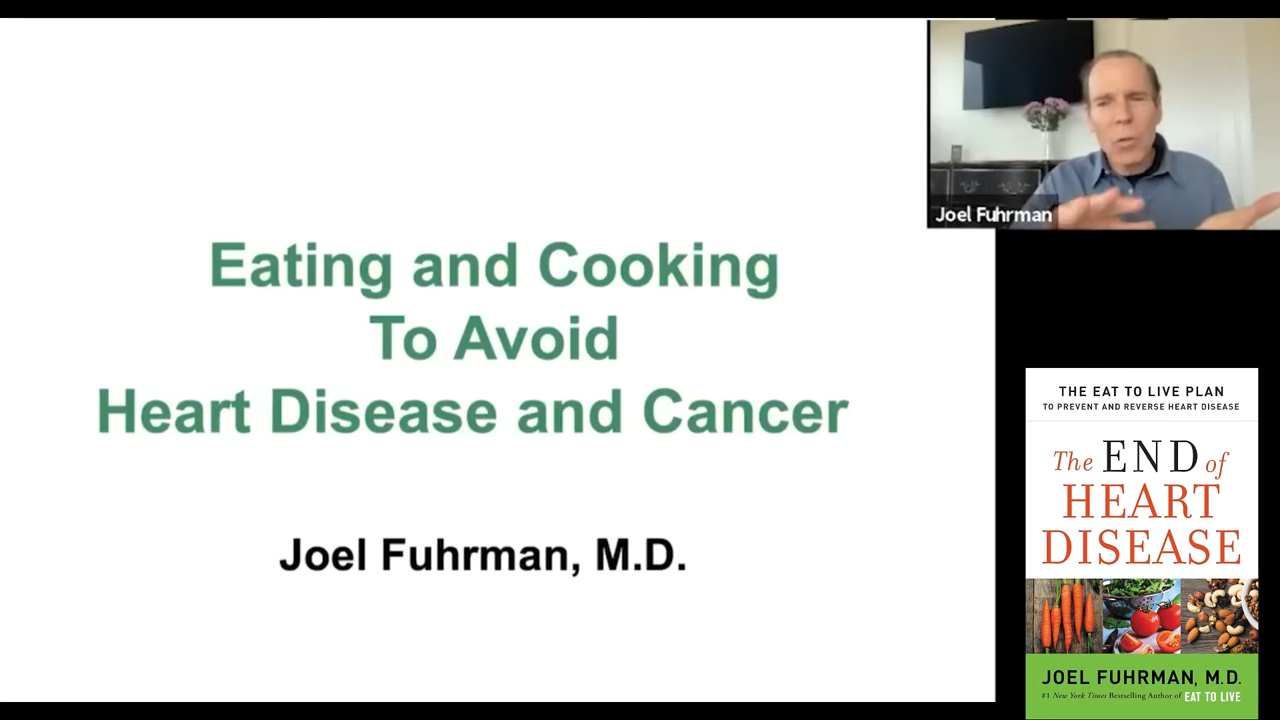 Eating and Cooking
To Avoid
Heart Disease and Cancer
Joel Fuhrman, M.D.
Joel Fuhrman
THE EAT TO LIVE PLAN
TO PREVENT AND REVERSE HEART DISEASE
The END of
HEART
DISEASE
JOEL FUHRMAN, M.D.
#1 New York Times Bestselling Author of EAT TO LIVE